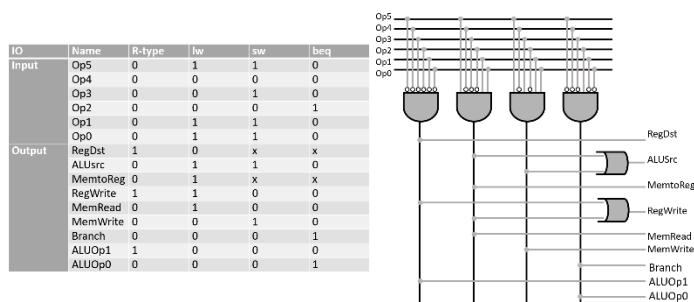 IO Name R-type lw sw beq
Input Op5 0 1 1 0
Op4 0 0 0 0
Op3 0 0 1 0
Op2 0 0 0 1
Op1 0 1 1 0
Op0 0 1 1 0
Output RegDst 1 0 x x
ALUsrc 0 1 1 0
MemtoReg 0 1 x x
RegWrite 1 1 0 0
MemRead 0 1 0 0
MemWrite 0 0 1 0
Branch 0 0 0 1
ALUOp1 1 0 0 0
ALUOp0 0 0 0 1
Op5
Op4
Op3
Op2
Op1
Op0
RegDst
ALUSrc
MemtoReg
RegWrite
MemRead
MemWrite
Branch
ALUOp1
ALUOp0